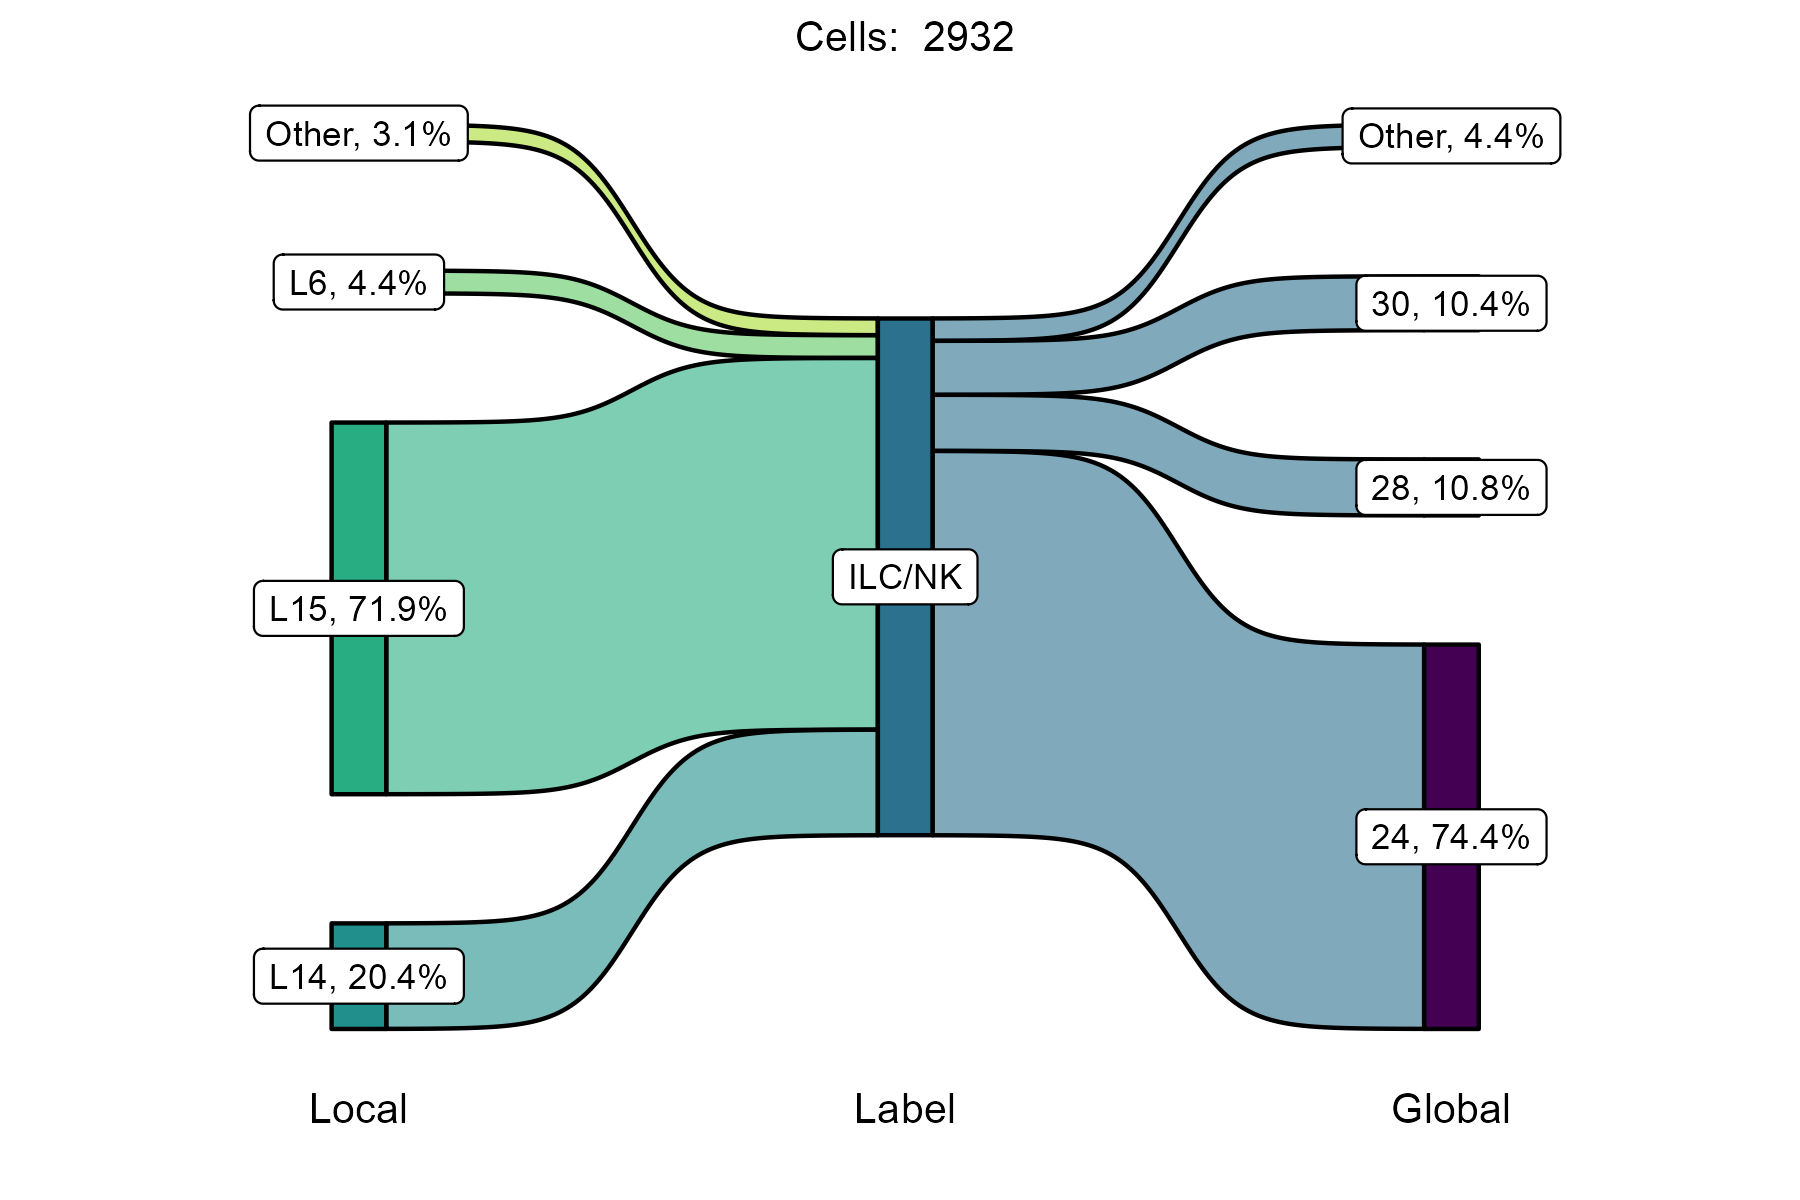 Cells:  2932
Other, 3.1%
L6, 4.4%
L15, 71.9%
L14, 20.4%
ILC/NK
Other, 4.4%
30, 10.4%
28, 10.8%
24, 74.4%
Local
Label
Global